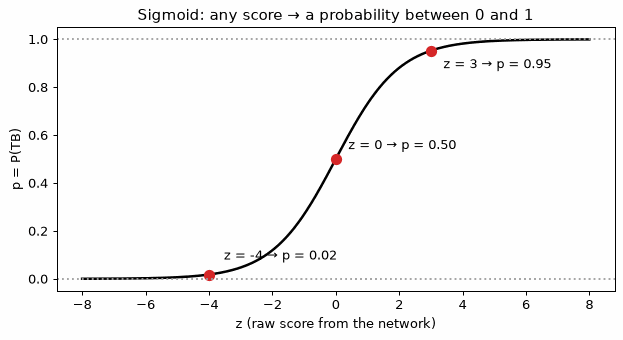 Sigmoid: any score → a probability between 0 and 1
1.0
z = 3 → p = 0.95
0.8
0.6
z = 0 → p = 0.50
p = P(TB)
0.4
0.2
z = -4 → p = 0.02
0.0
−8 −6 −4 −2 0 2 4 6 8
z (raw score from the network)